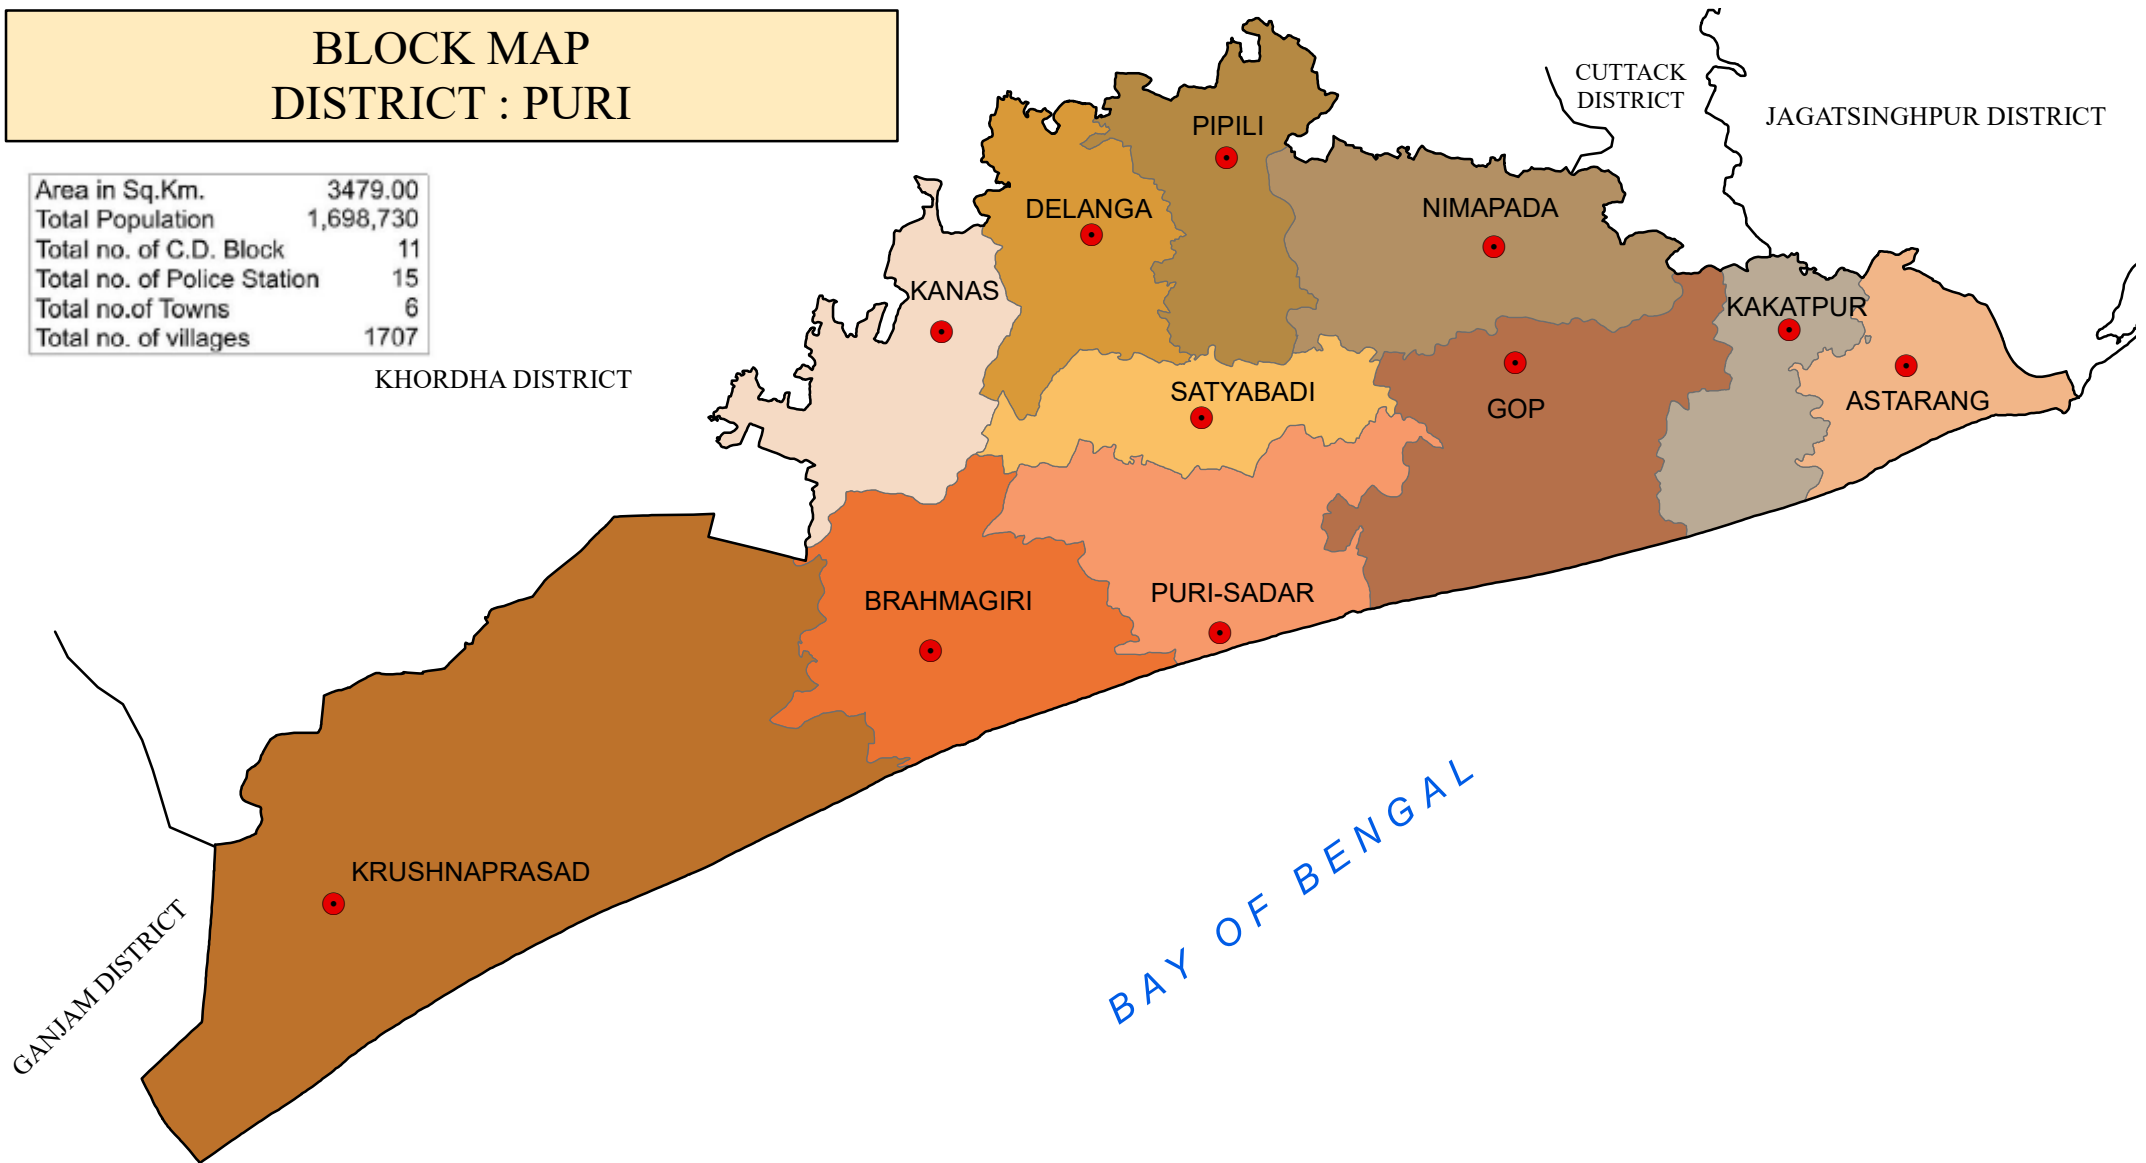 BLOCK MAP
DISTRICT : PURI
Area in Sq.Km. 3479.00
Total Population 1,698,730
Total no. of C.D. Block 11
Total no. of Police Station 15
Total no.of Towns 6
Total no. of villages 1707
CUTTACK
DISTRICT
JAGATSINGHPUR DISTRICT
KHORDHA DISTRICT
GANJAM DISTRICT
PIPILI
DELANGA
NIMAPADA
KANAS
KAKATPUR
SATYABADI
GOP
ASTARANG
BRAHMAGIRI
PURI-SADAR
KRUSHNAPRASAD
BAY OF BENGAL